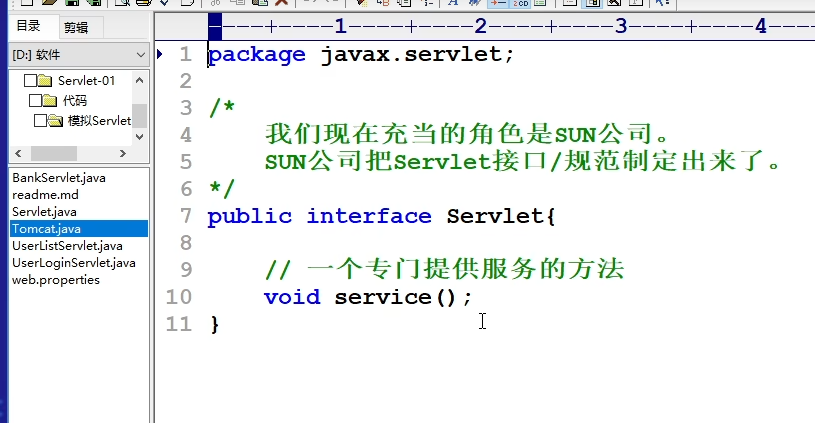 目录 剪辑
[D:] 软件
Servlet-01
代码
模拟Servlet
BankServlet.java
readme.md
Servlet.java
Tomcat.java
UserListServlet.java
UserLoginServlet.java
web.properties
----+----1----+----2----+----3----+----4----
1 package javax.servlet;
2
3 /*
4 我们现在充当的角色是SUN公司。
5 SUN公司把Servlet接口/规范制定出来了。
6 */
7 public interface Servlet{
8
9 // 一个专门提供服务的方法
10 void service();
11 }